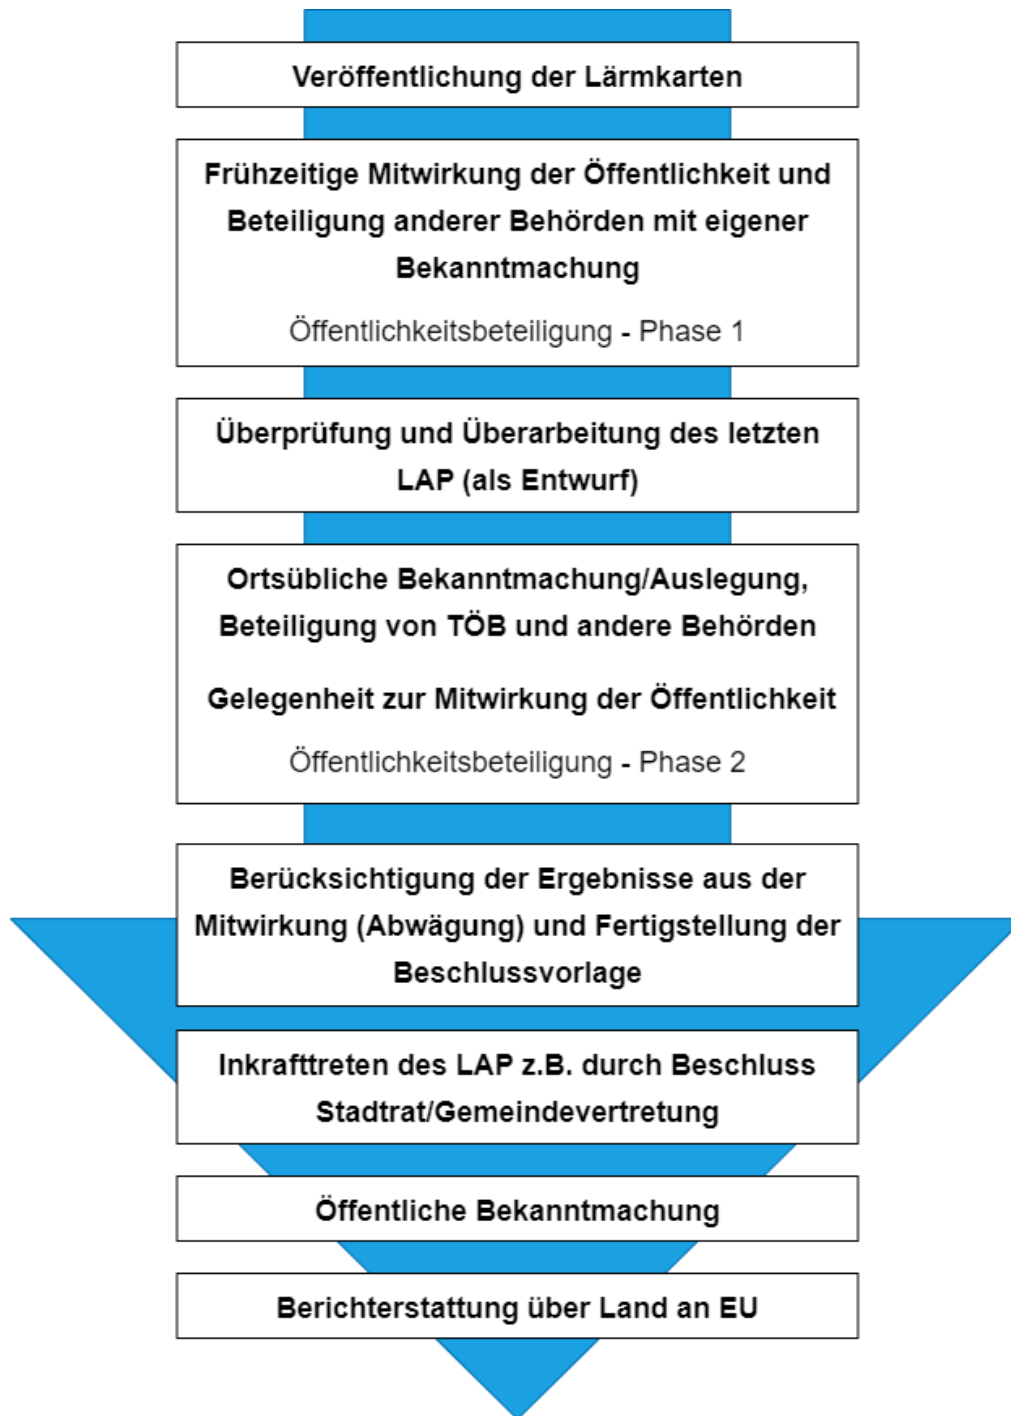 Veröffentlichung der Lärmkarten
Frühzeitige Mitwirkung der Öffentlichkeit und
Beteiligung anderer Behörden mit eigener
Bekanntmachung
Öffentlichkeitsbeteiligung - Phase 1
Überprüfung und Überarbeitung des letzten
LAP (als Entwurf)
Ortsübliche Bekanntmachung/Auslegung,
Beteiligung von TÖB und andere Behörden
Gelegenheit zur Mitwirkung der Öffentlichkeit
Öffentlichkeitsbeteiligung - Phase 2
Berücksichtigung der Ergebnisse aus der
Mitwirkung (Abwägung) und Fertigstellung der
Beschlussvorlage
Inkrafttreten des LAP z.B. durch Beschluss
Stadtrat/Gemeindevertretung
Öffentliche Bekanntmachung
Berichterstattung über Land an EU